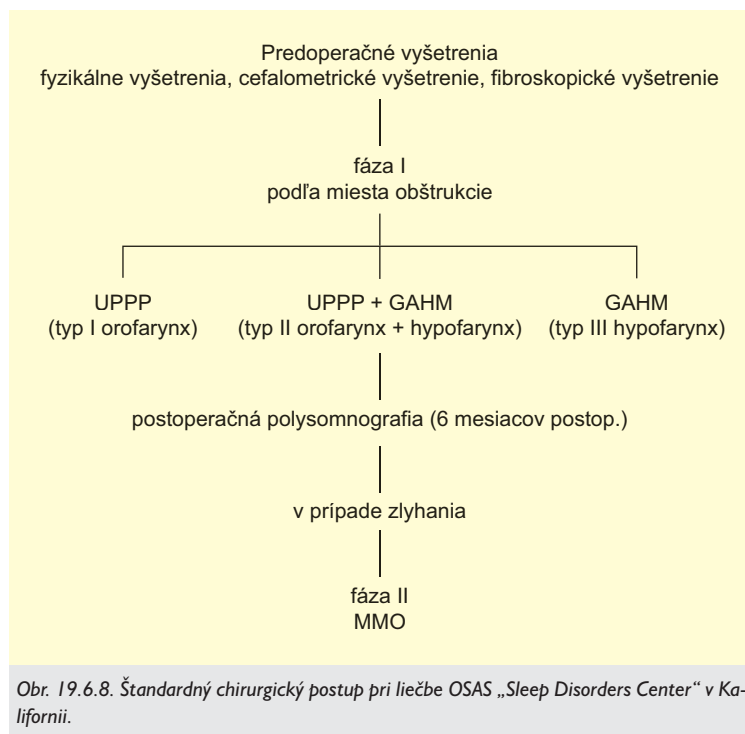 Predoperačné vyšetrenia
fyzikálne vyšetrenia, cefalometrické vyšetrenie, fibroskopické vyšetrenie
fáza I
podľa miesta obštrukcie
UPPP UPPP + GAHM GAHM
(typ I orofarynx) (typ II orofarynx + hypofarynx) (typ III hypofarynx)
postoperačná polysomnografia (6 mesiacov postop.)
v prípade zlyhania
fáza II
MMO
Obr. 19.6.8. Štandardný chirurgický postup pri liečbe OSAS „Sleep Disorders Center“ v Ka-
lifornii.